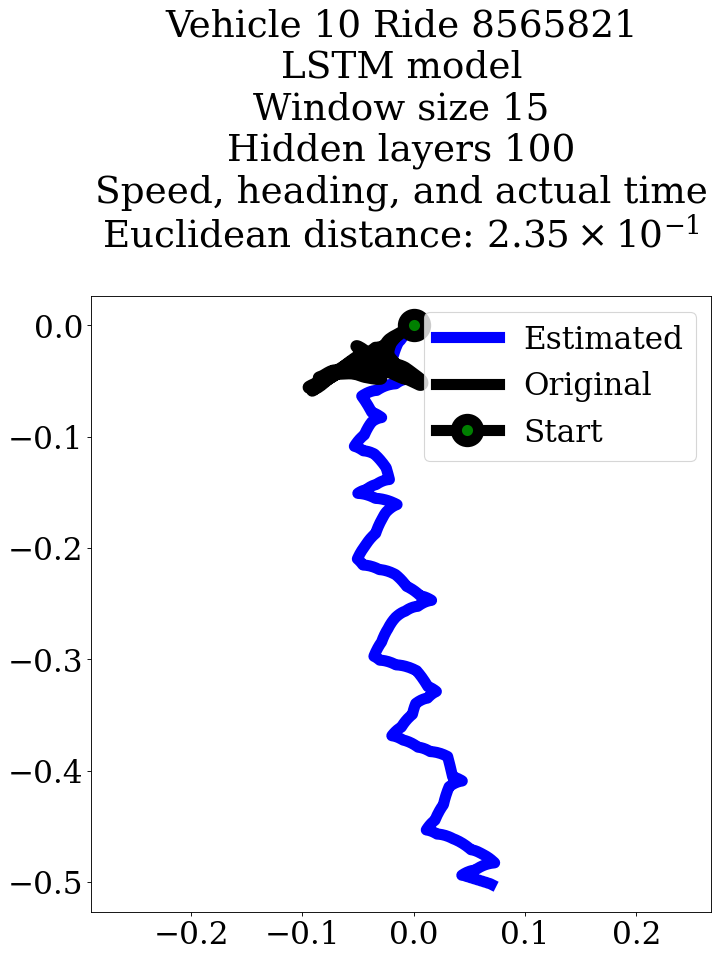 Vehicle 10 Ride 8565821
LSTM model
Window size 15
Hidden layers 100
Speed, heading, and actual time
Euclidean distance: 2.35 × 10⁻¹
Estimated
Original
Start
0.0
−0.1
−0.2
−0.3
−0.4
−0.5
−0.2 −0.1 0.0 0.1 0.2